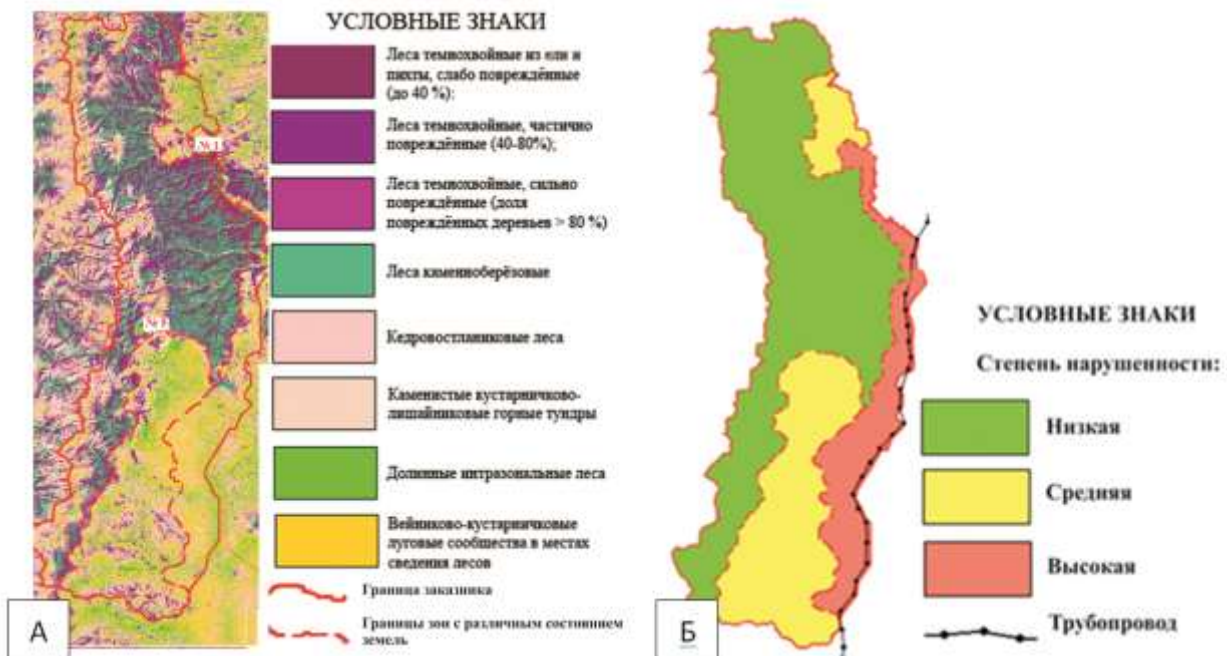 УСЛОВНЫЕ ЗНАКИ
Леса темнохвойные из ели и
пихты, слабо повреждённые
(до 40 %):
Леса темнохвойные, частично
повреждённые (40-80%);
Леса темнохвойные, сильно
повреждённые (доля
повреждённых деревьев > 80 %)
Леса каменноберёзовые
Кедровостланиковые леса
Каменистые кустарничково-
лишайниковые горные тундры
Долинные интразональные леса
Вейниково-кустарничковые
луговые сообщества в местах
сведения лесов
Граница заказника
Границы зон с различным состоянием
земель
А
УСЛОВНЫЕ ЗНАКИ
Степень нарушенности:
Низкая
Средняя
Высокая
Трубопровод
Б